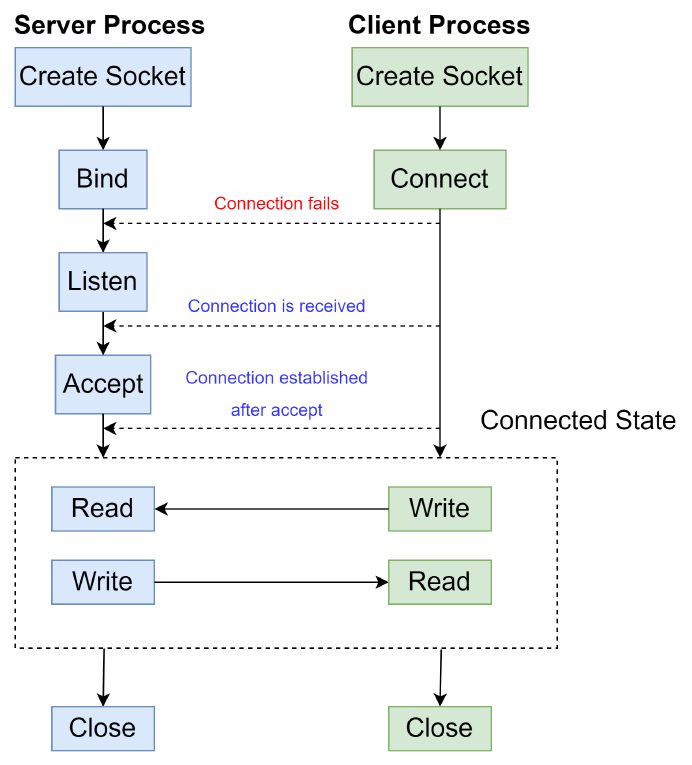 Server Process
Client Process
Create Socket
Create Socket
Bind
Connect
Connection fails
Listen
Connection is received
Accept
Connection established
after accept
Connected State
Read
Write
Write
Read
Close
Close